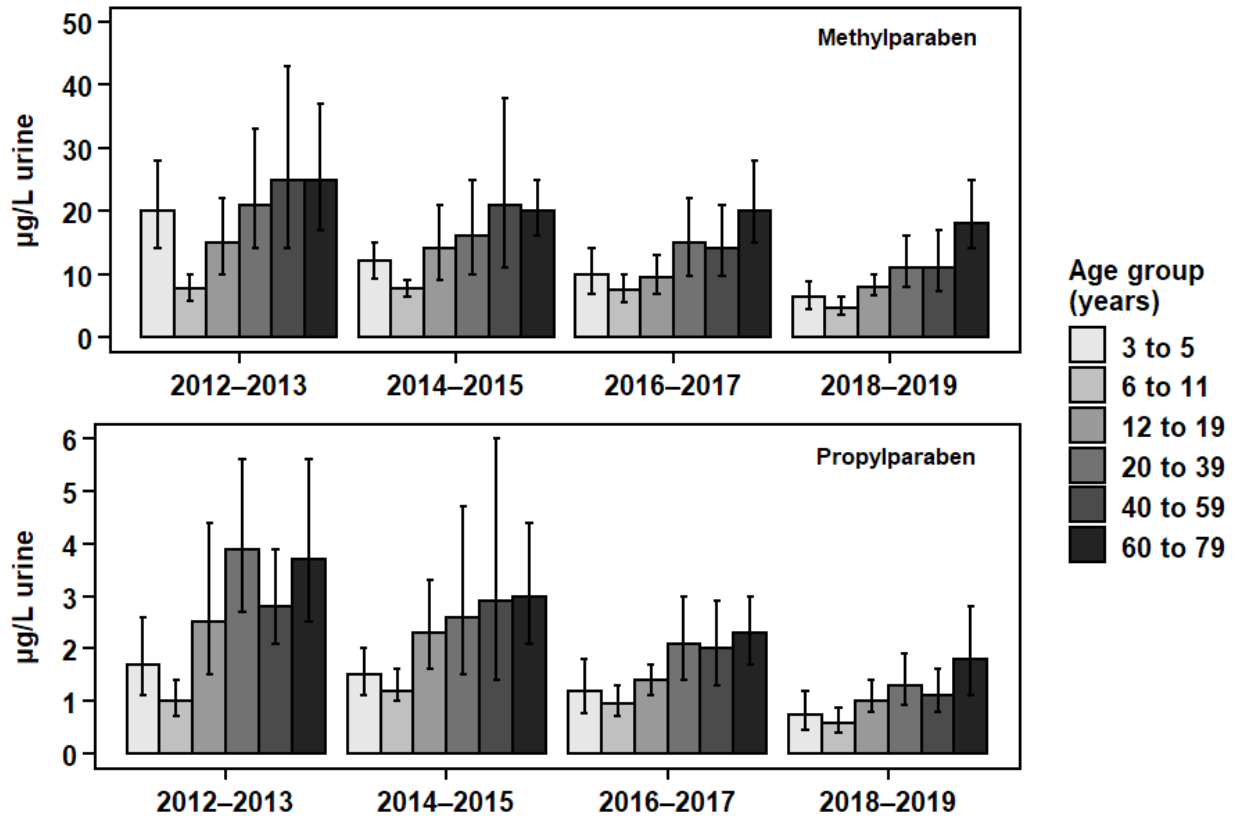 Methylparaben
µg/L urine
50
40
30
20
10
0
2012–2013 2014–2015 2016–2017 2018–2019
Propylparaben
µg/L urine
6
5
4
3
2
1
0
2012–2013 2014–2015 2016–2017 2018–2019
Age group
(years)
3 to 5
6 to 11
12 to 19
20 to 39
40 to 59
60 to 79